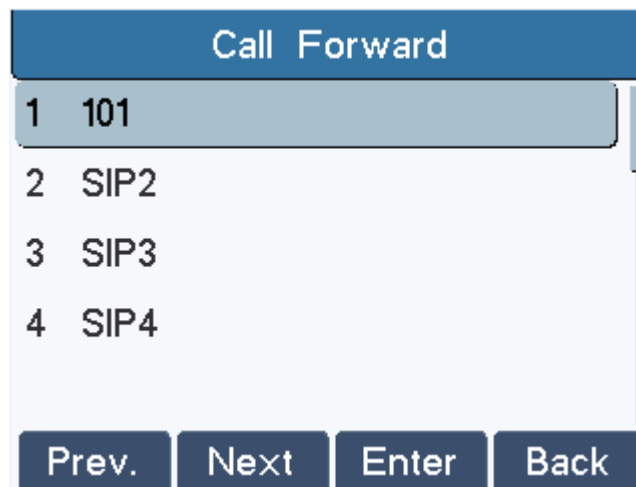 Call Forward
1 101
2 SIP2
3 SIP3
4 SIP4
Prev. Next Enter Back